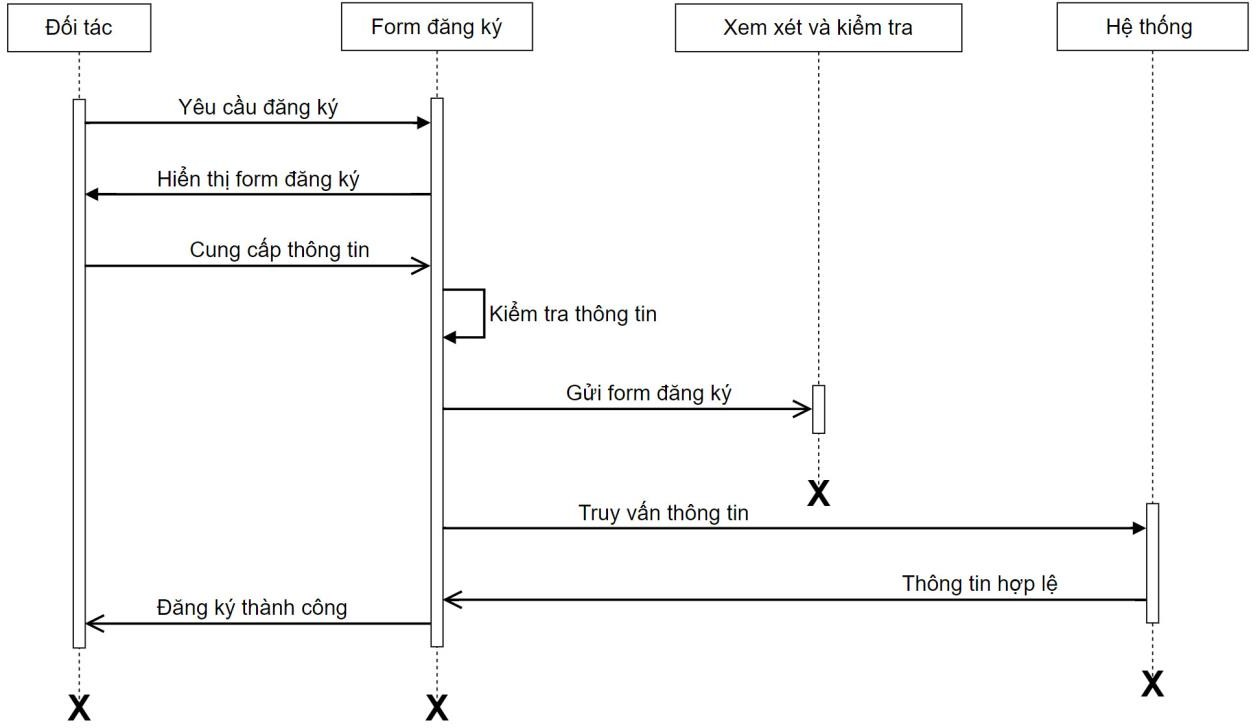 Đối tác
Form đăng ký
Xem xét và kiểm tra
Hệ thống
Yêu cầu đăng ký
Hiển thị form đăng ký
Cung cấp thông tin
Kiểm tra thông tin
Gửi form đăng ký
X
Truy vấn thông tin
Thông tin hợp lệ
Đăng ký thành công
X
X
X